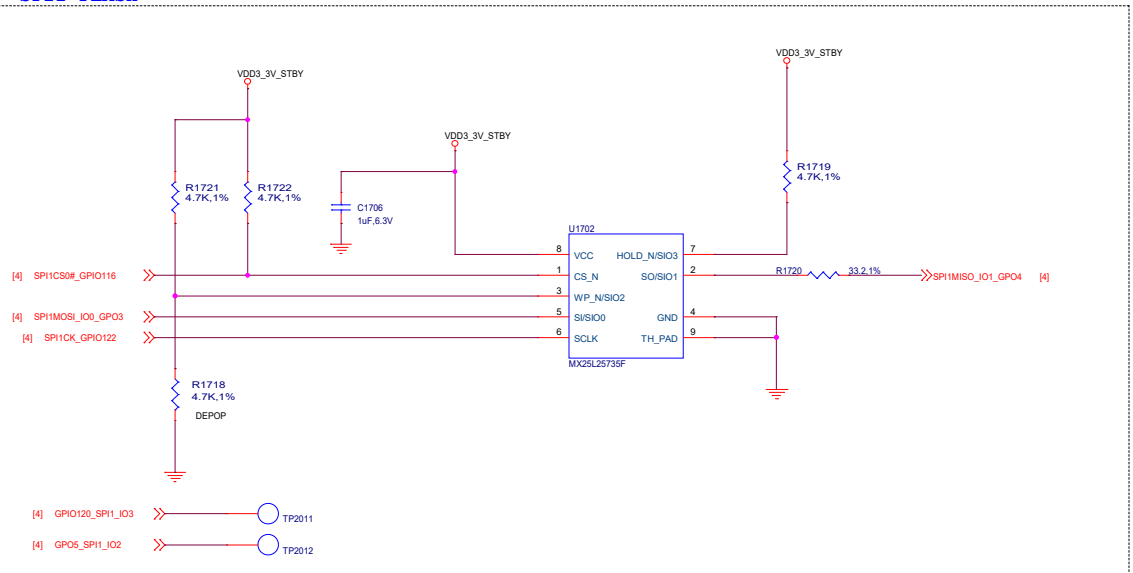 VDD3_3V_STBY
VDD3_3V_STBY
VDD3_3V_STBY
R1721
4.7K,1%
R1722
4.7K,1%
R1719
4.7K,1%
C1706
1uF,6.3V
U1702
8 VCC HOLD_N/SIO3 7
[4] SPI1CS0#_GPIO116 1 CS_N SO/SIO1 2 R1720 33.2,1% SPI1MISO_IO1_GPO4 [4]
3 WP_N/SIO2
[4] SPI1MOSI_IO0_GPO3 5 SI/SIO0 GND 4
[4] SPI1CK_GPIO122 6 SCLK TH_PAD 9
MX25L25735F
R1718
4.7K,1%
DEPOP
[4] GPIO120_SPI1_IO3 TP2011
[4] GPO5_SPI1_IO2 TP2012